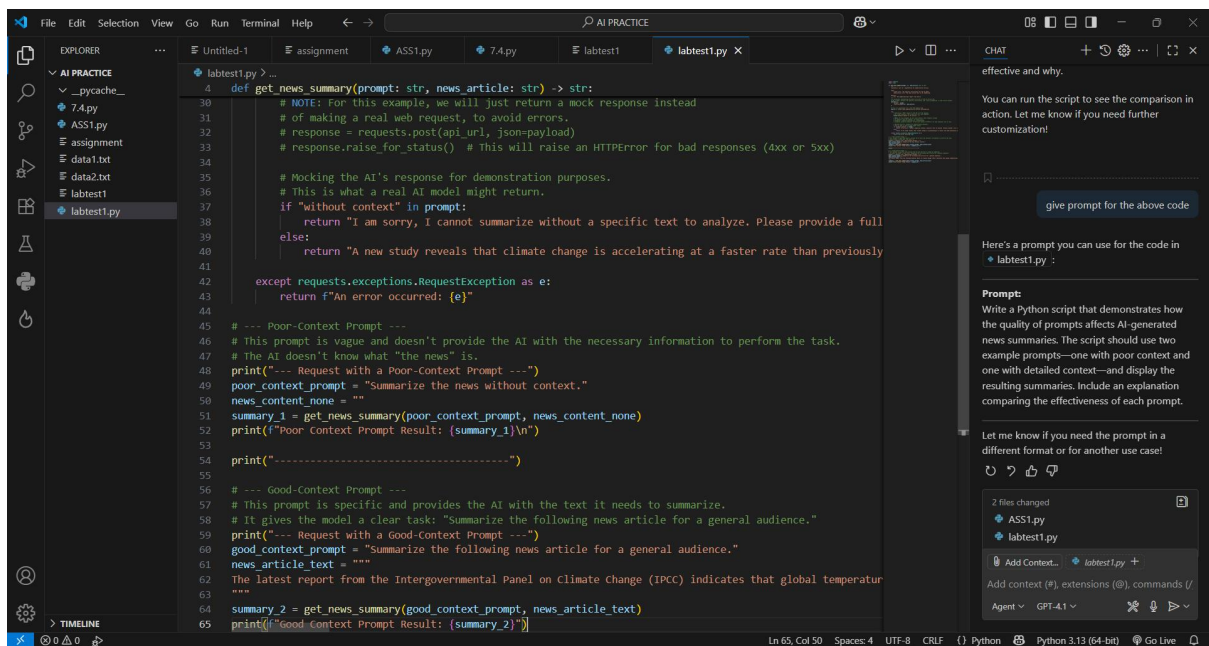 File Edit Selection View Go Run Terminal Help
AI PRACTICE
EXPLORER
AI PRACTICE
__pycache__
7.4.py
ASS1.py
assignment
data1.txt
data2.txt
labtest1
labtest1.py
TIMELINE
Untitled-1 assignment ASS1.py 7.4.py labtest1 labtest1.py
labtest1.py > ...
4 def get_news_summary(prompt: str, news_article: str) -> str:
30 # NOTE: For this example, we will just return a mock response instead
31 # of making a real web request, to avoid errors.
32 # response = requests.post(api_url, json=payload)
33 # response.raise_for_status() # This will raise an HTTPError for bad responses (4xx or 5xx)
34
35 # Mocking the AI's response for demonstration purposes.
36 # This is what a real AI model might return.
37 if "without context" in prompt:
38 return "I am sorry, I cannot summarize without a specific text to analyze. Please provide a full
39 else:
40 return "A new study reveals that climate change is accelerating at a faster rate than previously
41
42 except requests.exceptions.RequestException as e:
43 return f"An error occurred: {e}"
44
45 # --- Poor-Context Prompt ---
46 # This prompt is vague and doesn't provide the AI with the necessary information to perform the task.
47 # The AI doesn't know what "the news" is.
48 print("--- Request with a Poor-Context Prompt ---")
49 poor_context_prompt = "Summarize the news without context."
50 news_content_none = ""
51 summary_1 = get_news_summary(poor_context_prompt, news_content_none)
52 print(f"Poor Context Prompt Result: {summary_1}\n")
53
54 print("---------------------------------------")
55
56 # --- Good-Context Prompt ---
57 # This prompt is specific and provides the AI with the text it needs to summarize.
58 # It gives the model a clear task: "Summarize the following news article for a general audience."
59 print("--- Request with a Good-Context Prompt ---")
60 good_context_prompt = "Summarize the following news article for a general audience."
61 news_article_text = """
62 The latest report from the Intergovernmental Panel on Climate Change (IPCC) indicates that global temperatur
63 """
64 summary_2 = get_news_summary(good_context_prompt, news_article_text)
65 print(f"Good Context Prompt Result: {summary_2}")
CHAT
effective and why.
You can run the script to see the comparison in
action. Let me know if you need further
customization!
give prompt for the above code
Here's a prompt you can use for the code in
labtest1.py :
Prompt:
Write a Python script that demonstrates how
the quality of prompts affects AI-generated
news summaries. The script should use two
example prompts—one with poor context and
one with detailed context—and display the
resulting summaries. Include an explanation
comparing the effectiveness of each prompt.
Let me know if you need the prompt in a
different format or for another use case!
2 files changed
ASS1.py
labtest1.py
Add Context... labtest1.py
Add context (#), extensions (@), commands (/
Agent GPT-4.1
0 0 Ln 65, Col 50 Spaces: 4 UTF-8 CRLF {} Python Python 3.13 (64-bit) Go Live